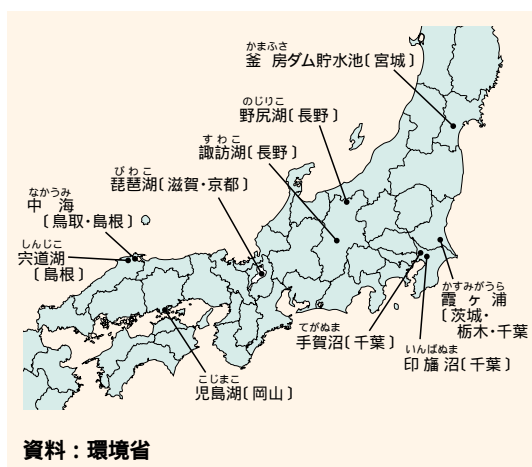 かまふさ
釜房ダム貯水池〔宮城〕
のじりこ
野尻湖〔長野〕
すわこ
諏訪湖〔長野〕
びわこ
琵琶湖〔滋賀・京都〕
なかうみ
中海
〔鳥取・島根〕
しんじこ
宍道湖
〔島根〕
かすみがうら
霞ヶ浦
〔茨城・
栃木・千葉
てがぬま
手賀沼〔千葉〕
いんばぬま
印旛沼〔千葉〕
こじまこ
児島湖〔岡山〕
資料：環境省